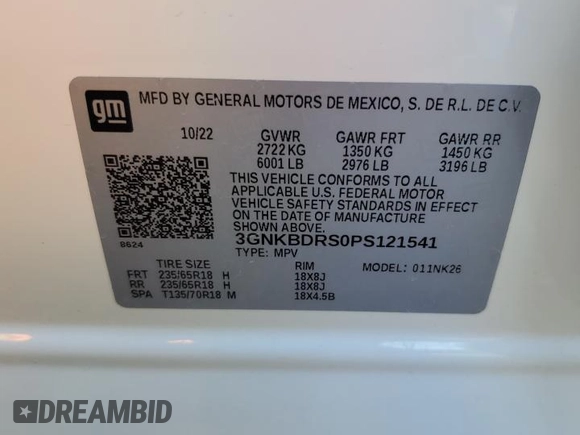 gm
MFD BY GENERAL MOTORS DE MEXICO, S. DE R.L. DE C.V.
10/22 GVWR GAWR FRT GAWR RR
2722 KG 1350 KG 1450 KG
6001 LB 2976 LB 3196 LB
THIS VEHICLE CONFORMS TO ALL
APPLICABLE U.S. FEDERAL MOTOR
VEHICLE SAFETY STANDARDS IN EFFECT
ON THE DATE OF MANUFACTURE
SHOWN ABOVE.
3GNKBDRS0PS121541
8624
TYPE: MPV MODEL: 011NK26
TIRE SIZE RIM
FRT 235/65R18 H 18X8J
RR 235/65R18 H 18X8J
SPA T135/70R18 M 18X4.5B
DREAMBID